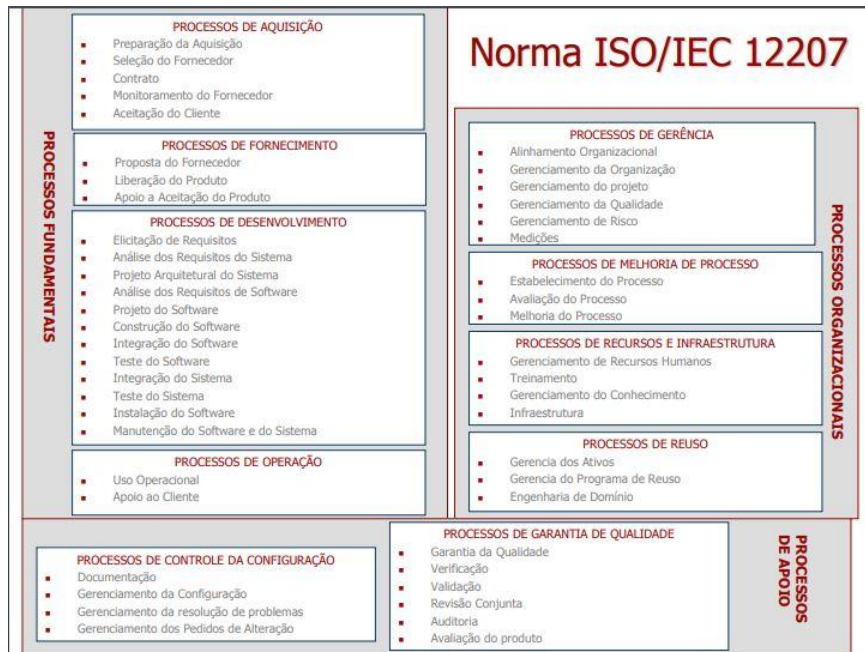 Norma ISO/IEC 12207
PROCESSOS FUNDAMENTAIS
PROCESSOS DE AQUISIÇÃO
Preparação da Aquisição
Seleção do Fornecedor
Contrato
Monitoramento do Fornecedor
Aceitação do Cliente
PROCESSOS DE FORNECIMENTO
Proposta do Fornecedor
Liberação do Produto
Apoio a Aceitação do Produto
PROCESSOS DE DESENVOLVIMENTO
Elicitação de Requisitos
Análise dos Requisitos do Sistema
Projeto Arquitetural do Sistema
Análise dos Requisitos de Software
Projeto do Software
Construção do Software
Integração do Software
Teste do Software
Integração do Sistema
Teste do Sistema
Instalação do Software
Manutenção do Software e do Sistema
PROCESSOS DE OPERAÇÃO
Uso Operacional
Apoio ao Cliente
PROCESSOS ORGANIZACIONAIS
PROCESSOS DE GERÊNCIA
Alinhamento Organizacional
Gerenciamento da Organização
Gerenciamento do projeto
Gerenciamento da Qualidade
Gerenciamento de Risco
Medições
PROCESSOS DE MELHORIA DE PROCESSO
Estabelecimento do Processo
Avaliação do Processo
Melhoria do Processo
PROCESSOS DE RECURSOS E INFRAESTRUTURA
Gerenciamento de Recursos Humanos
Treinamento
Gerenciamento do Conhecimento
Infraestrutura
PROCESSOS DE REUSO
Gerencia dos Ativos
Gerencia do Programa de Reuso
Engenharia de Domínio
PROCESSOS
DE APOIO
PROCESSOS DE CONTROLE DA CONFIGURAÇÃO
Documentação
Gerenciamento da Configuração
Gerenciamento da resolução de problemas
Gerenciamento dos Pedidos de Alteração
PROCESSOS DE GARANTIA DE QUALIDADE
Garantia da Qualidade
Verificação
Validação
Revisão Conjunta
Auditoria
Avaliação do produto